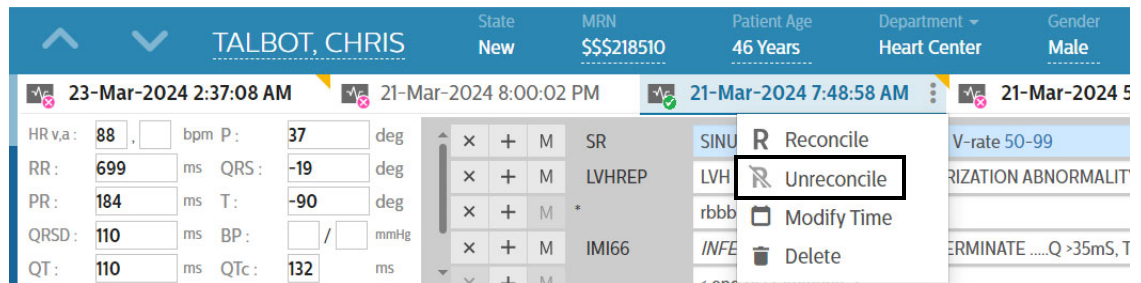 State MRN Patient Age Department Gender
TALBOT, CHRIS New $$$218510 46 Years Heart Center Male
23-Mar-2024 2:37:08 AM 21-Mar-2024 8:00:02 PM 21-Mar-2024 7:48:58 AM 21-Mar-2024 5
HR v,a : 88 , bpm P : 37 deg × + M SR SINU R Reconcile V-rate 50-99
RR : 699 ms QRS : -19 deg × + M LVHREP LVH R Unreconcile RIZATION ABNORMALIT
PR : 184 ms T : -90 deg × + M * rbbb Modify Time
QRSD : 110 ms BP : / mmHg × + M IMI66 INFE Delete ERMINATE .....Q >35mS, T
QT : 110 ms QTc : 132 ms × + M